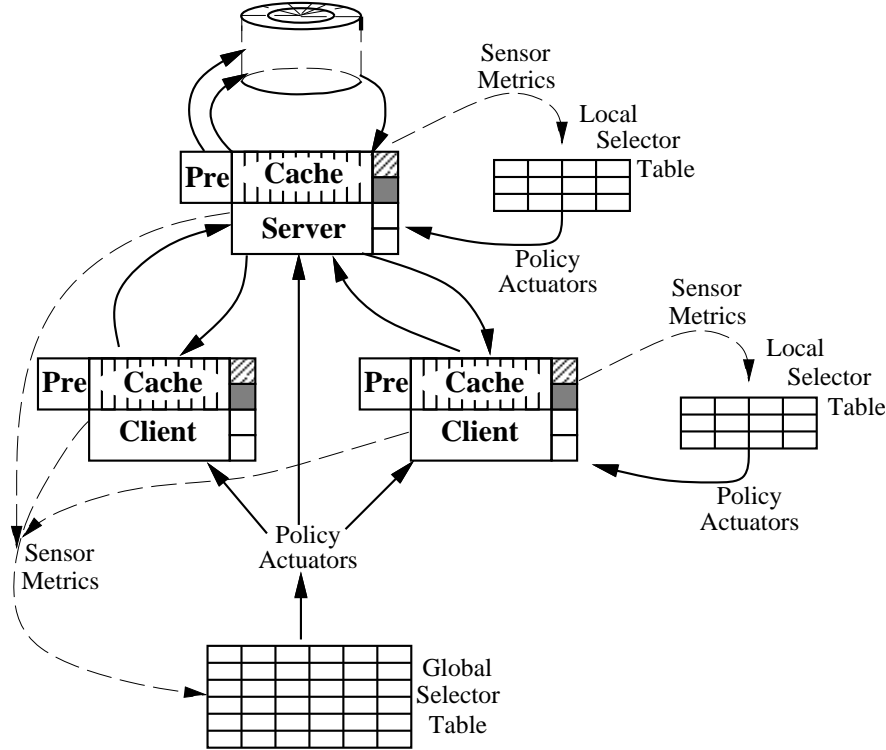 Sensor
Metrics
Local
Selector
Table
Pre
Cache
Server
Policy
Actuators
Sensor
Metrics
Local
Selector
Table
Pre
Cache
Client
Pre
Cache
Client
Policy
Actuators
Policy
Actuators
Sensor
Metrics
Global
Selector
Table